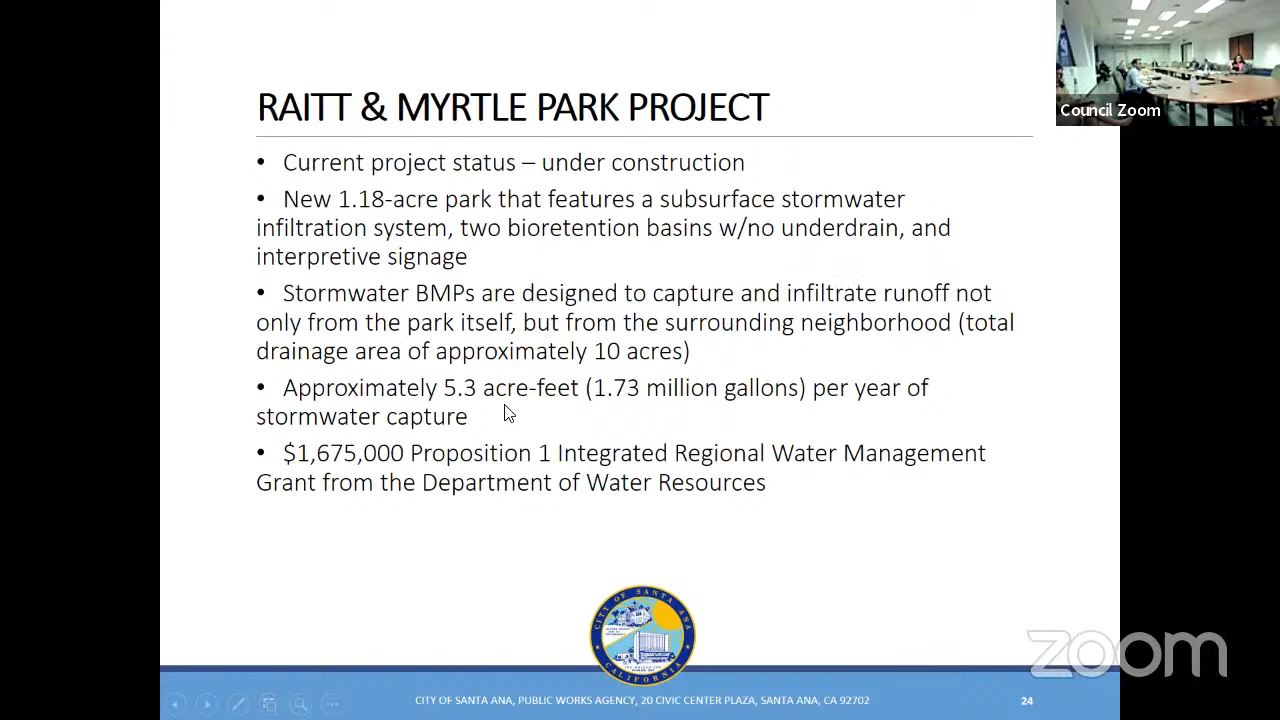 Council Zoom
RAITT & MYRTLE PARK PROJECT
• Current project status – under construction
• New 1.18-acre park that features a subsurface stormwater
infiltration system, two bioretention basins w/no underdrain, and
interpretive signage
• Stormwater BMPs are designed to capture and infiltrate runoff not
only from the park itself, but from the surrounding neighborhood (total
drainage area of approximately 10 acres)
• Approximately 5.3 acre-feet (1.73 million gallons) per year of
stormwater capture
• $1,675,000 Proposition 1 Integrated Regional Water Management
Grant from the Department of Water Resources
CITY OF SANTA ANA
CALIFORNIA
zoom
CITY OF SANTA ANA, PUBLIC WORKS AGENCY, 20 CIVIC CENTER PLAZA, SANTA ANA, CA 92702
24